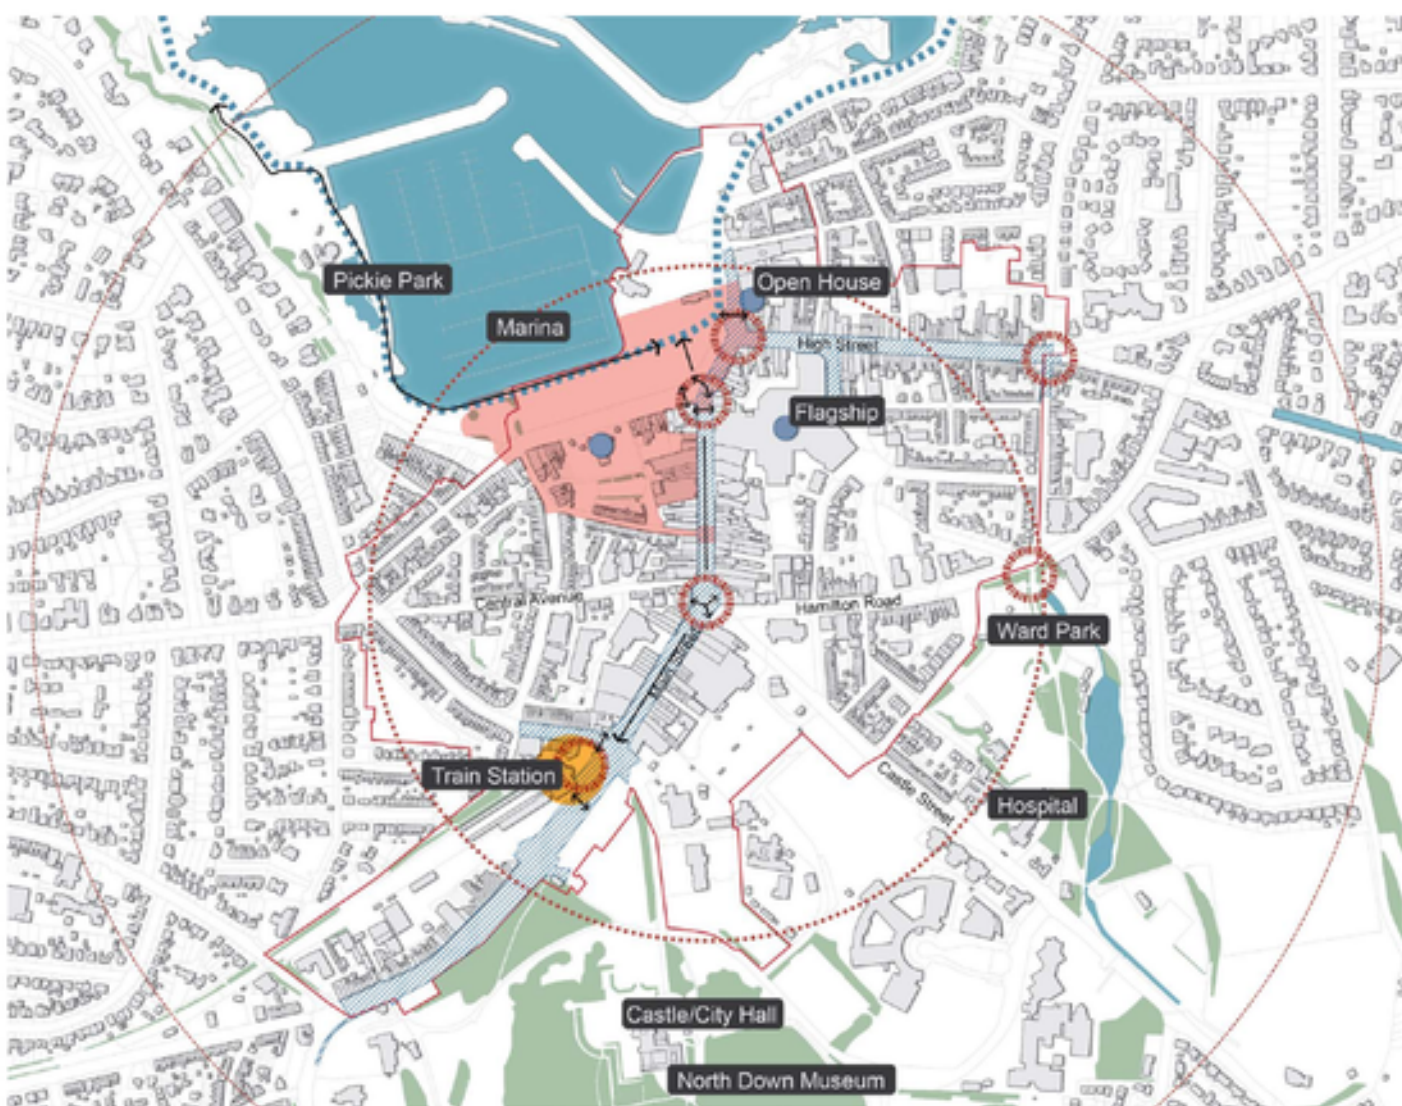 Pickie Park
Open House
Marina
High Street
Flagship
Central Avenue
Hamilton Road
Ward Park
Train Station
Castle Street
Hospital
Castle/City Hall
North Down Museum